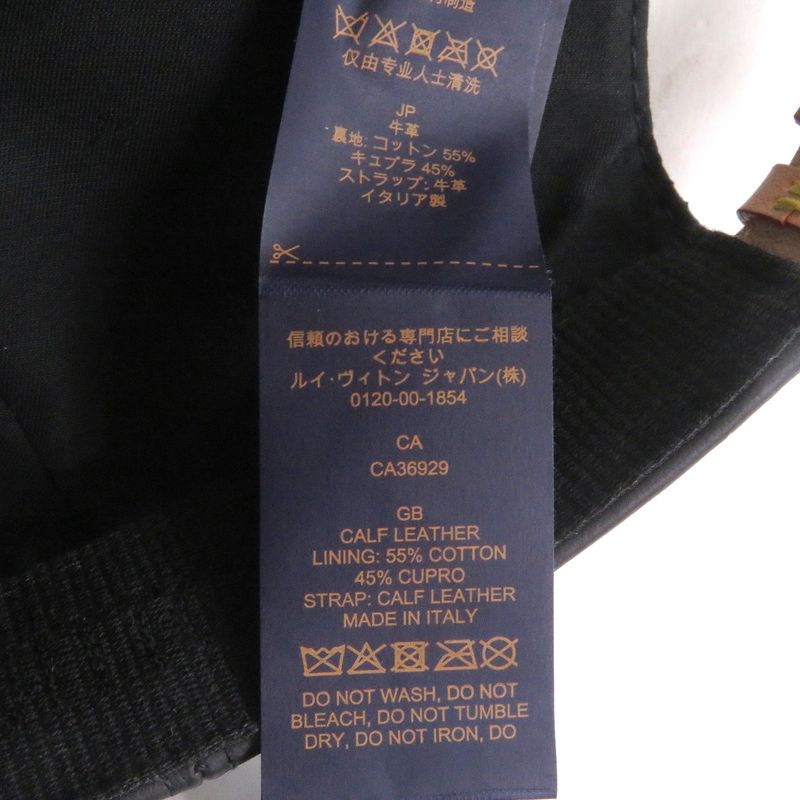 制造
仅由专业人士清洗
JP
牛革
裏地: コットン 55%
キュプラ 45%
ストラップ: 牛革
イタリア製
信頼のおける専門店にご相談
ください
ルイ・ヴィトン ジャパン(株)
0120-00-1854
CA
CA36929
GB
CALF LEATHER
LINING: 55% COTTON
45% CUPRO
STRAP: CALF LEATHER
MADE IN ITALY
DO NOT WASH, DO NOT
BLEACH, DO NOT TUMBLE
DRY, DO NOT IRON, DO